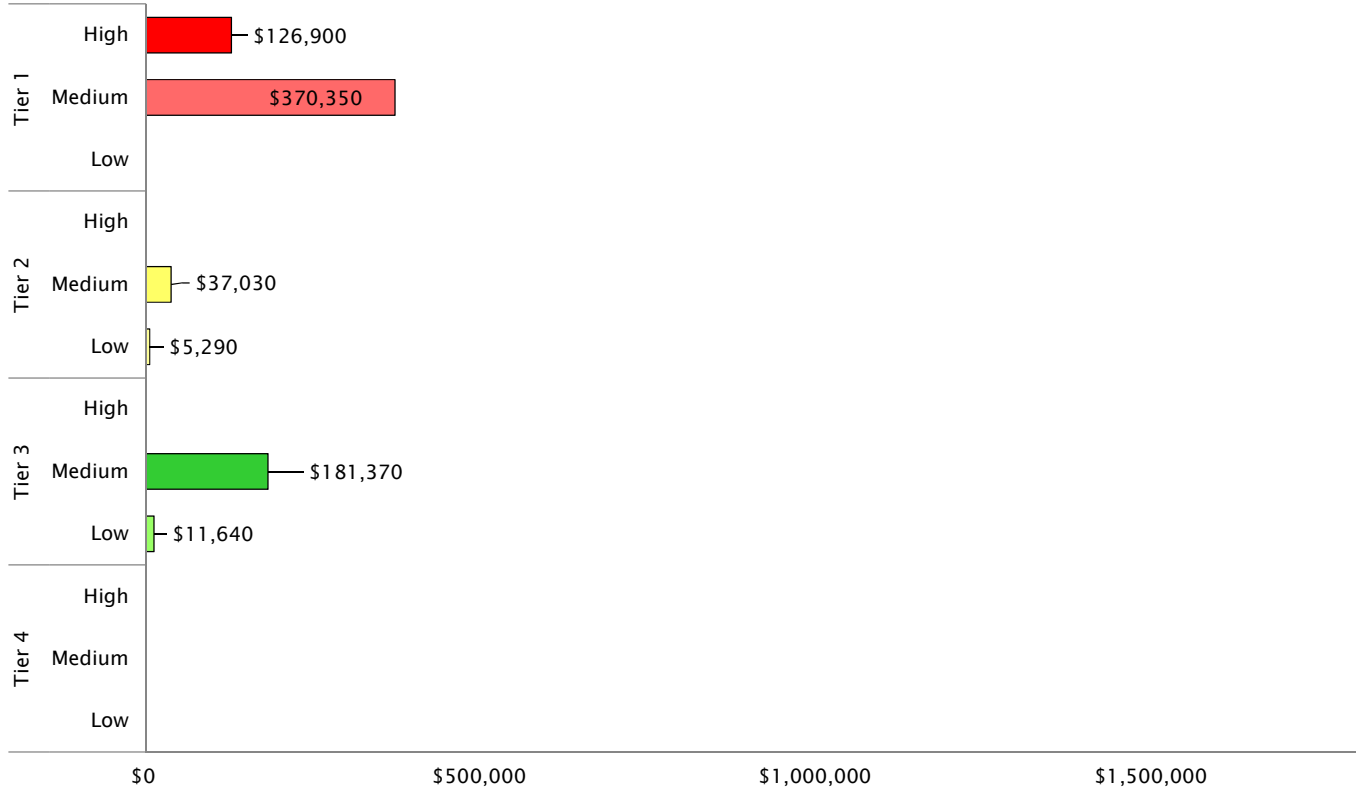 Tier 1
High
$126,900
Medium
$370,350
Low
Tier 2
High
Medium
$37,030
Low
$5,290
Tier 3
High
Medium
$181,370
Low
$11,640
Tier 4
High
Medium
Low
$0
$500,000
$1,000,000
$1,500,000